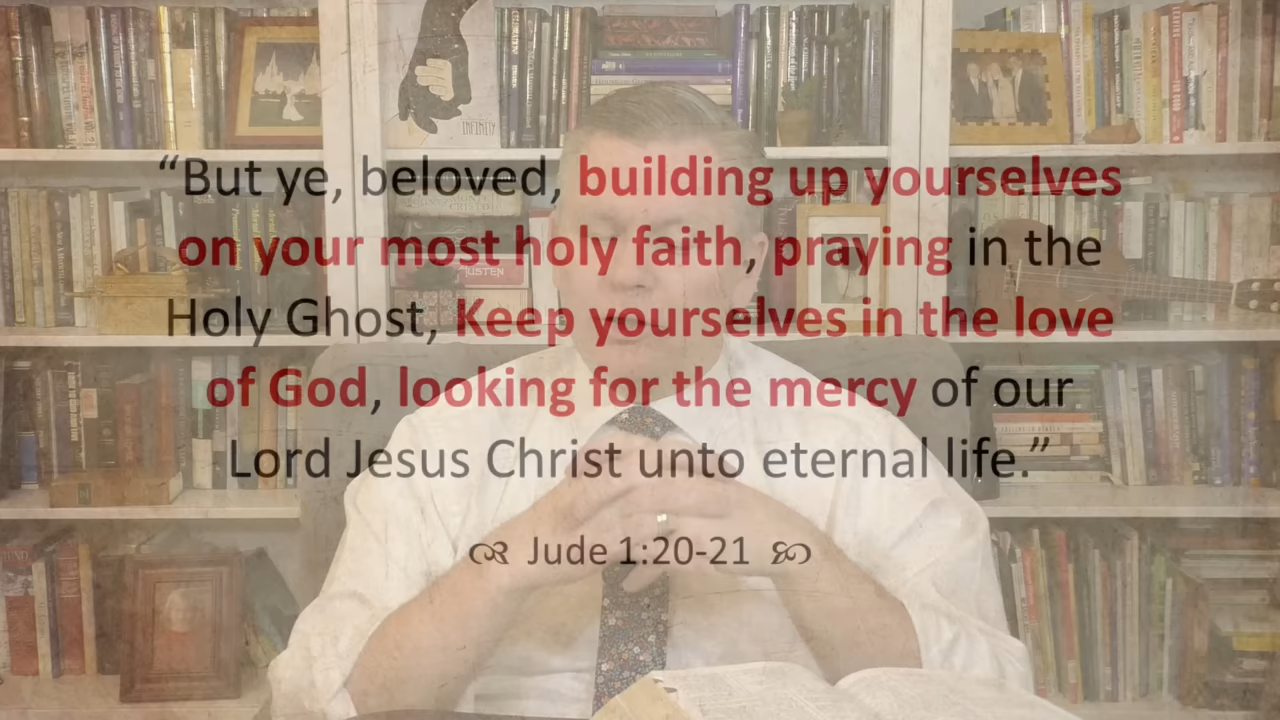 INFINITY
“But ye, beloved, building up yourselves
on your most holy faith, praying in the
Holy Ghost, Keep yourselves in the love
of God, looking for the mercy of our
Lord Jesus Christ unto eternal life.”
Jude 1:20-21